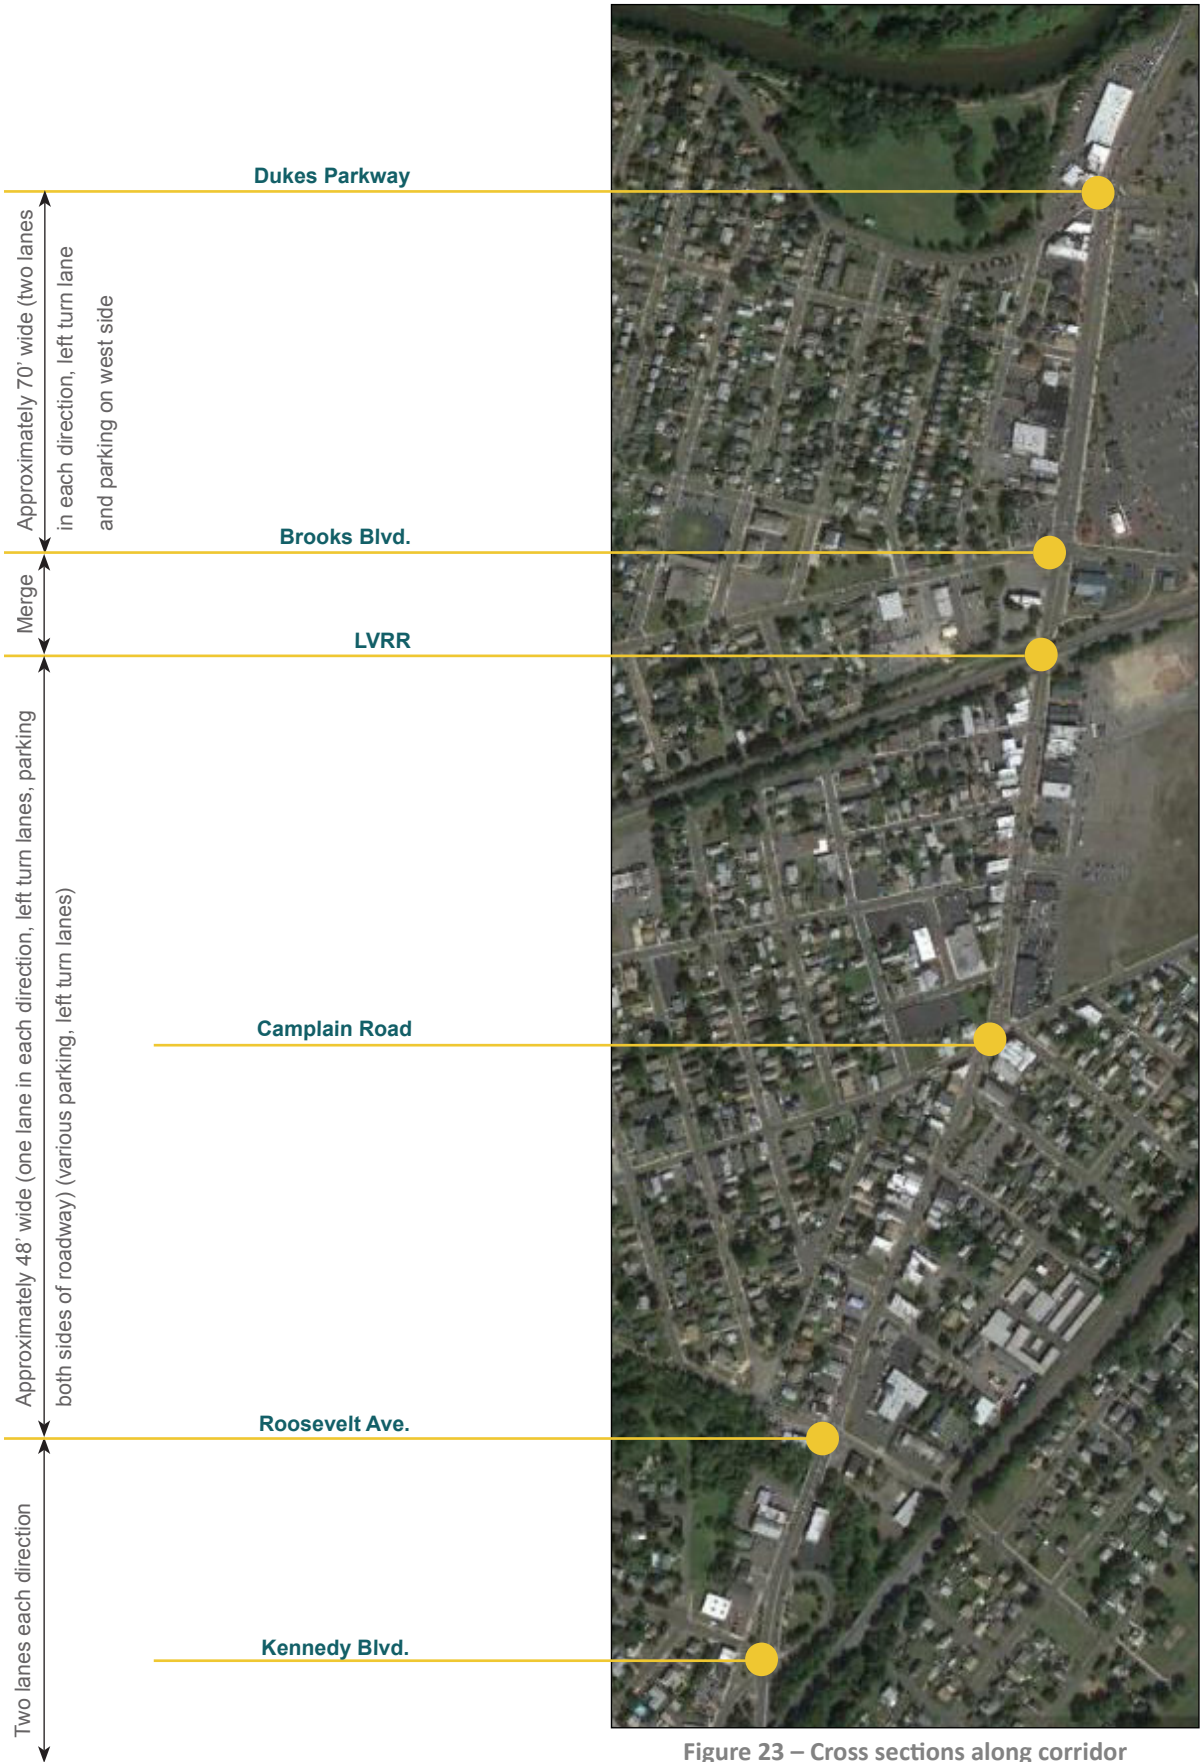 Dukes Parkway
Approximately 70’ wide (two lanes
in each direction, left turn lane
and parking on west side
Brooks Blvd.
Merge
LVRR
Approximately 48’ wide (one lane in each direction, left turn lanes, parking
both sides of roadway) (various parking, left turn lanes)
Camplain Road
Roosevelt Ave.
Two lanes each direction
Kennedy Blvd.
Figure 23 – Cross sections along corridor